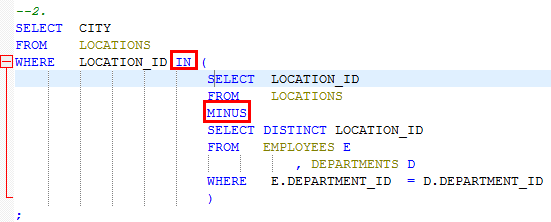 --2.
SELECT CITY
FROM LOCATIONS
WHERE LOCATION_ID IN (
SELECT LOCATION_ID
FROM LOCATIONS
MINUS
SELECT DISTINCT LOCATION_ID
FROM EMPLOYEES E
, DEPARTMENTS D
WHERE E.DEPARTMENT_ID = D.DEPARTMENT_ID
)
;